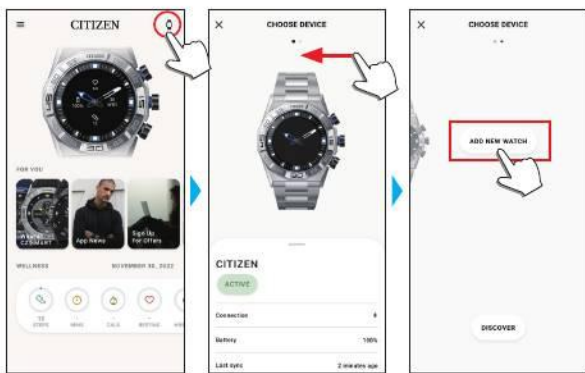 CITIZEN
FOR YOU
App News
Sign Up
For Offers
WELLNESS
NOVEMBER 30, 2022
STEPS
CHOOSE DEVICE
CITIZEN
ACTIVE
Connection
Battery
100%
Last sync
2 minutes ago
CHOOSE DEVICE
ADD NEW WATCH
DISCOVER